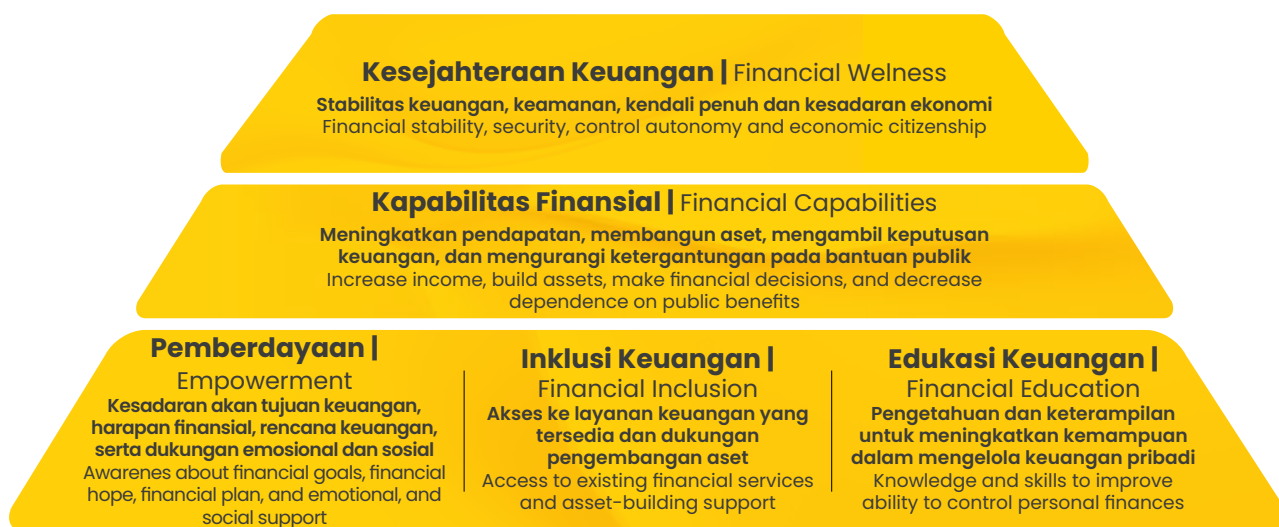 Kesejahteraan Keuangan | Financial Welness
Stabilitas keuangan, keamanan, kendali penuh dan kesadaran ekonomi
Financial stability, security, control autonomy and economic citizenship
Kapabilitas Finansial | Financial Capabilities
Meningkatkan pendapatan, membangun aset, mengambil keputusan
keuangan, dan mengurangi ketergantungan pada bantuan publik
Increase income, build assets, make financial decisions, and decrease
dependence on public benefits
Pemberdayaan |
Empowerment
Kesadaran akan tujuan keuangan,
harapan finansial, rencana keuangan,
serta dukungan emosional dan sosial
Awarenes about financial goals, financial
hope, financial plan, and emotional, and
social support
Inklusi Keuangan |
Financial Inclusion
Akses ke layanan keuangan yang
tersedia dan dukungan
pengembangan aset
Access to existing financial services
and asset-building support
Edukasi Keuangan |
Financial Education
Pengetahuan dan keterampilan
untuk meningkatkan kemampuan
dalam mengelola keuangan pribadi
Knowledge and skills to improve
ability to control personal finances